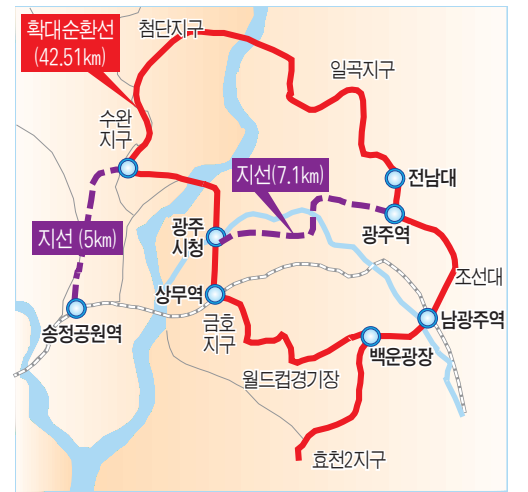 확대순환선
(42.51km)
첨단지구
일곡지구
수완
지구
지선(7.1km)
전남대
지선 (5km)
광주
시청
광주역
조선대
상무역
송정공원역
금호
지구
남광주역
백운광장
월드컵경기장
효천2지구